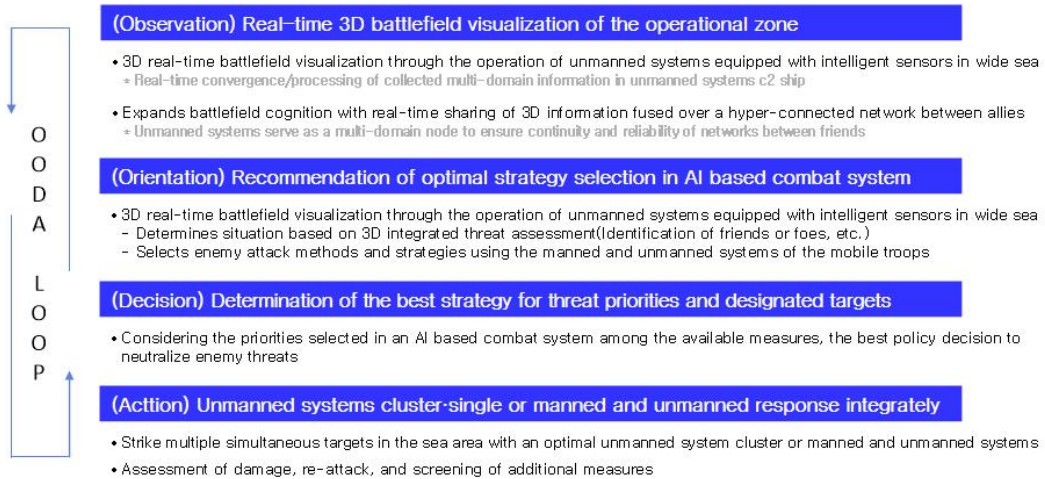 (Observation) Real-time 3D battlefield visualization of the operational zone
• 3D real-time battlefield visualization through the operation of unmanned systems equipped with intelligent sensors in wide sea
* Real-time convergence/processing of collected multi-domain information in unmanned systems c2 ship
• Expands battlefield cognition with real-time sharing of 3D information fused over a hyper-connected network between allies
* Unmanned systems serve as a multi-domain node to ensure continuity and reliability of networks between friends
(Orientation) Recommendation of optimal strategy selection in AI based combat system
• 3D real-time battlefield visualization through the operation of unmanned systems equipped with intelligent sensors in wide sea
- Determines situation based on 3D integrated threat assessment(Identification of friends or foes, etc.)
- Selects enemy attack methods and strategies using the manned and unmanned systems of the mobile troops
(Decision) Determination of the best strategy for threat priorities and designated targets
• Considering the priorities selected in an AI based combat system among the available measures, the best policy decision to
neutralize enemy threats
(Acttion) Unmanned systems cluster·single or manned and unmanned response integrately
• Strike multiple simultaneous targets in the sea area with an optimal unmanned system cluster or manned and unmanned systems
• Assessment of damage, re-attack, and screening of additional measures
O
O
D
A
L
O
O
P